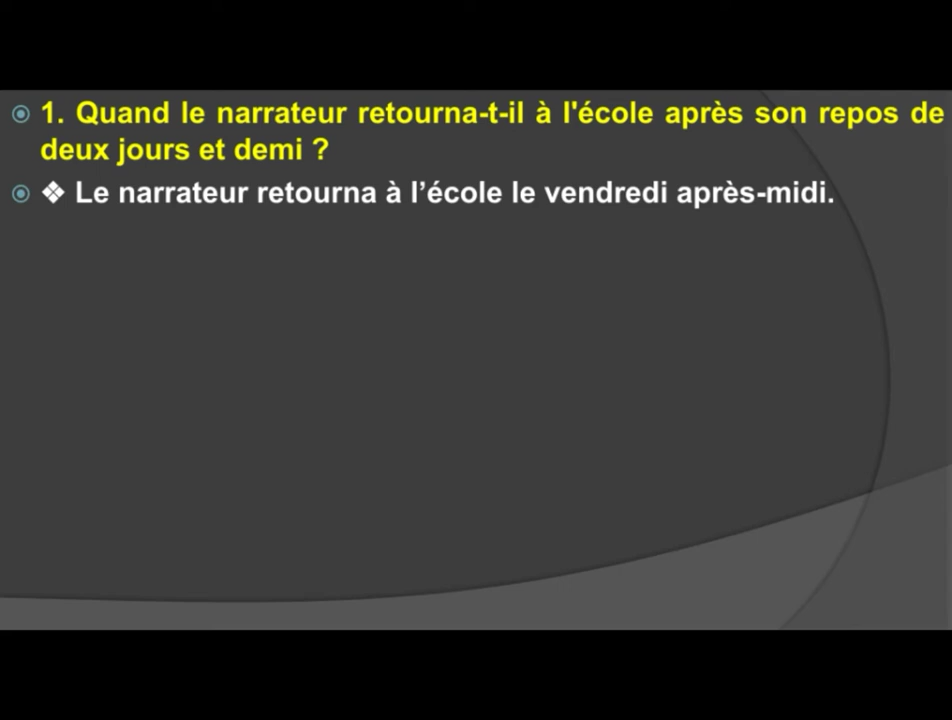 1. Quand le narrateur retourna-t-il à l'école après son repos de
deux jours et demi ?
❖ Le narrateur retourna à l’école le vendredi après-midi.